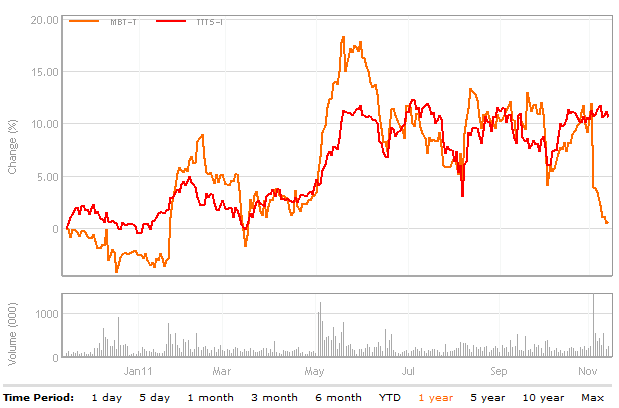 20.00
MBT-T TTTS-I
15.00
10.00
5.00
0
Change (%)
1000
0
Volume (000)
Jan11 Mar May Jul Sep Nov
Time Period: 1 day 5 day 1 month 3 month 6 month YTD 1 year 5 year 10 year Max